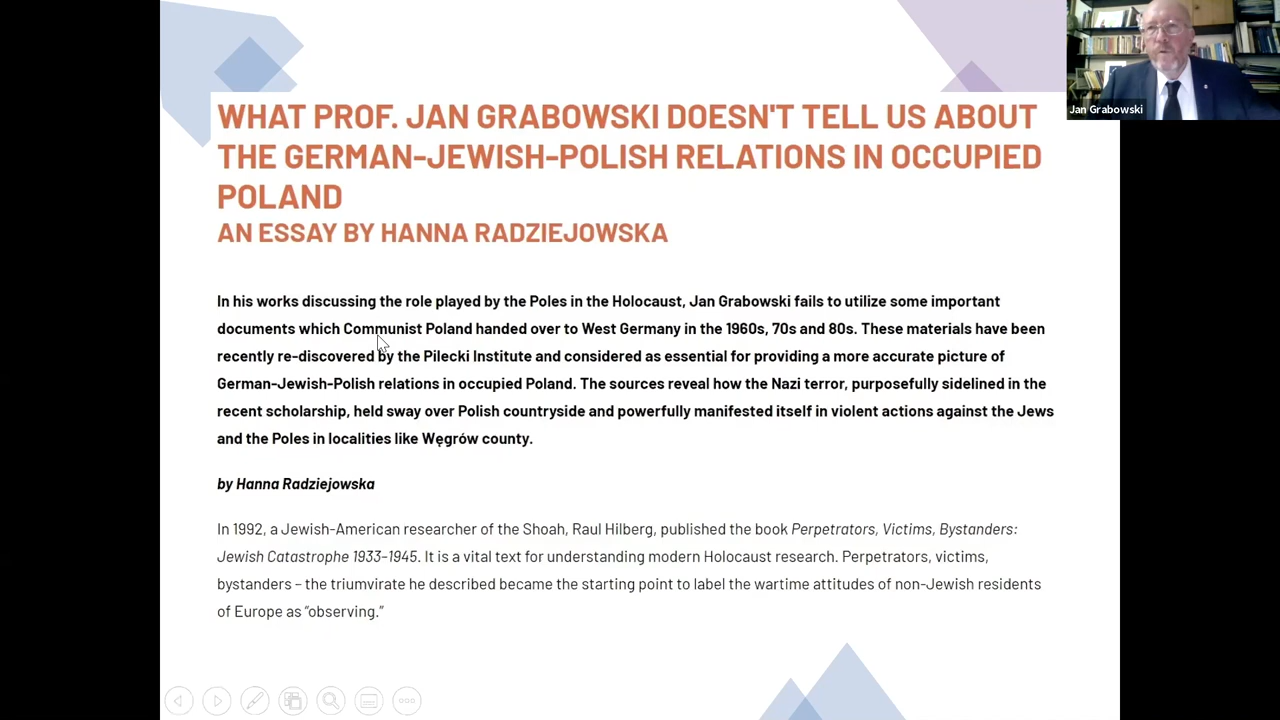 WHAT PROF. JAN GRABOWSKI DOESN'T TELL US ABOUT
THE GERMAN-JEWISH-POLISH RELATIONS IN OCCUPIED
POLAND
AN ESSAY BY HANNA RADZIEJOWSKA
In his works discussing the role played by the Poles in the Holocaust, Jan Grabowski fails to utilize some important
documents which Communist Poland handed over to West Germany in the 1960s, 70s and 80s. These materials have been
recently re-discovered by the Pilecki Institute and considered as essential for providing a more accurate picture of
German-Jewish-Polish relations in occupied Poland. The sources reveal how the Nazi terror, purposefully sidelined in the
recent scholarship, held sway over Polish countryside and powerfully manifested itself in violent actions against the Jews
and the Poles in localities like Węgrów county.
by Hanna Radziejowska
In 1992, a Jewish-American researcher of the Shoah, Raul Hilberg, published the book Perpetrators, Victims, Bystanders:
Jewish Catastrophe 1933–1945. It is a vital text for understanding modern Holocaust research. Perpetrators, victims,
bystanders – the triumvirate he described became the starting point to label the wartime attitudes of non-Jewish residents
of Europe as “observing.”
Jan Grabowski